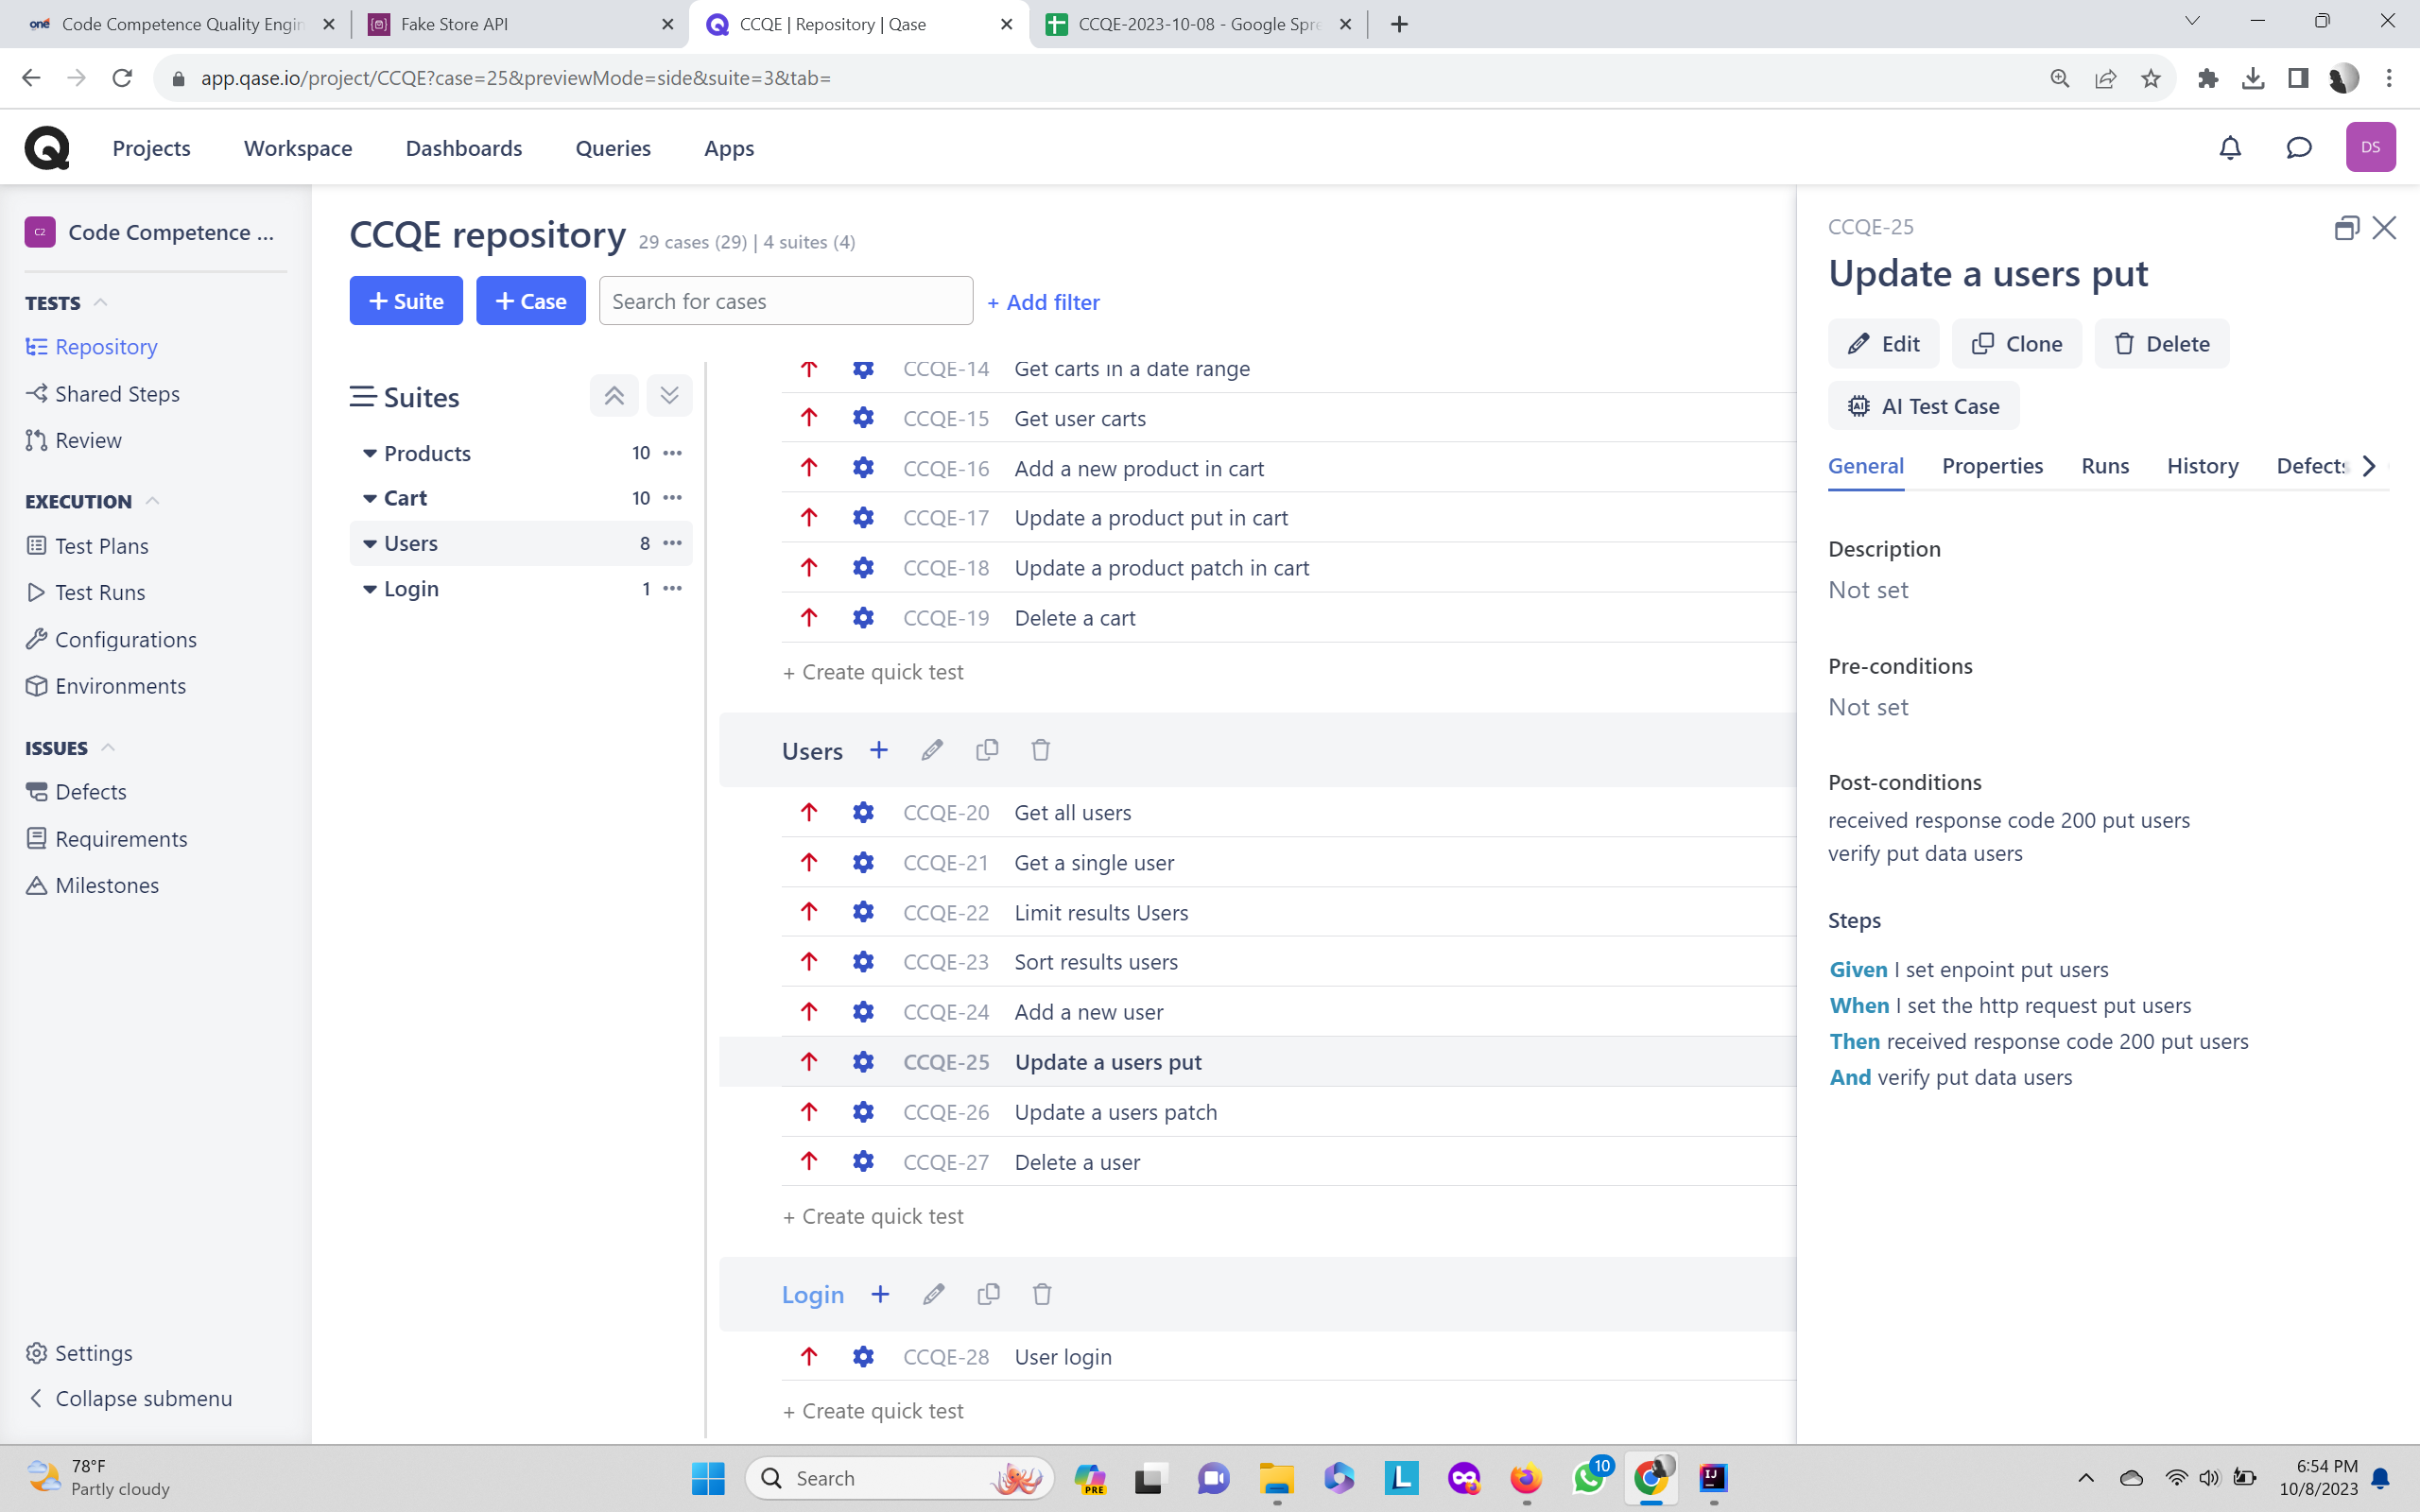 Code Competence Quality Engin
Fake Store API
CCQE | Repository | Qase
CCQE-2023-10-08 - Google Spre
app.qase.io/project/CCQE?case=25&previewMode=side&suite=3&tab=
Projects
Workspace
Dashboards
Queries
Apps
DS
C2
Code Competence ...
TESTS
Repository
Shared Steps
Review
EXECUTION
Test Plans
Test Runs
Configurations
Environments
ISSUES
Defects
Requirements
Milestones
Settings
Collapse submenu
CCQE repository 29 cases (29) | 4 suites (4)
+ Suite
+ Case
Search for cases
+ Add filter
Suites
Products 10
Cart 10
Users 8
Login 1
CCQE-14 Get carts in a date range
CCQE-15 Get user carts
CCQE-16 Add a new product in cart
CCQE-17 Update a product put in cart
CCQE-18 Update a product patch in cart
CCQE-19 Delete a cart
+ Create quick test
Users
CCQE-20 Get all users
CCQE-21 Get a single user
CCQE-22 Limit results Users
CCQE-23 Sort results users
CCQE-24 Add a new user
CCQE-25 Update a users put
CCQE-26 Update a users patch
CCQE-27 Delete a user
+ Create quick test
Login
CCQE-28 User login
+ Create quick test
CCQE-25
Update a users put
Edit
Clone
Delete
AI Test Case
General
Properties
Runs
History
Defects
Description
Not set
Pre-conditions
Not set
Post-conditions
received response code 200 put users
verify put data users
Steps
Given I set enpoint put users
When I set the http request put users
Then received response code 200 put users
And verify put data users
78°F
Partly cloudy
Search
PRE
10
6:54 PM
10/8/2023